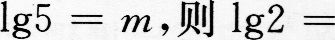 lg5 = m,则 lg2 =